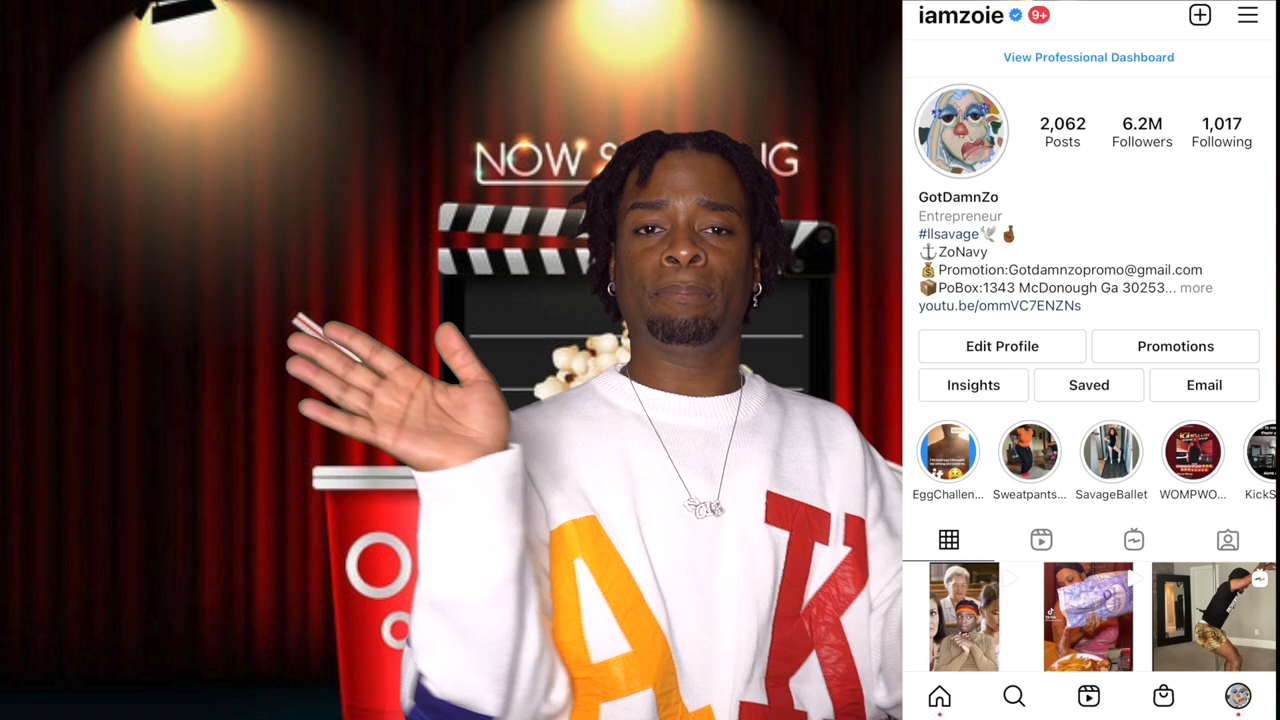 NOW S G
A K
iamzoie 9+
View Professional Dashboard
2,062 6.2M 1,017
Posts Followers Following
GotDamnZo
Entrepreneur
#llsavage🕊️ 🤞🏾
⚓ZoNavy
💰Promotion:Gotdamnzopromo@gmail.com
📦PoBox:1343 McDonough Ga 30253... more
youtu.be/ommVC7ENZNs
Edit Profile Promotions
Insights Saved Email
EggChallen... Sweatpants... SavageBallet WOMPWO... KickS